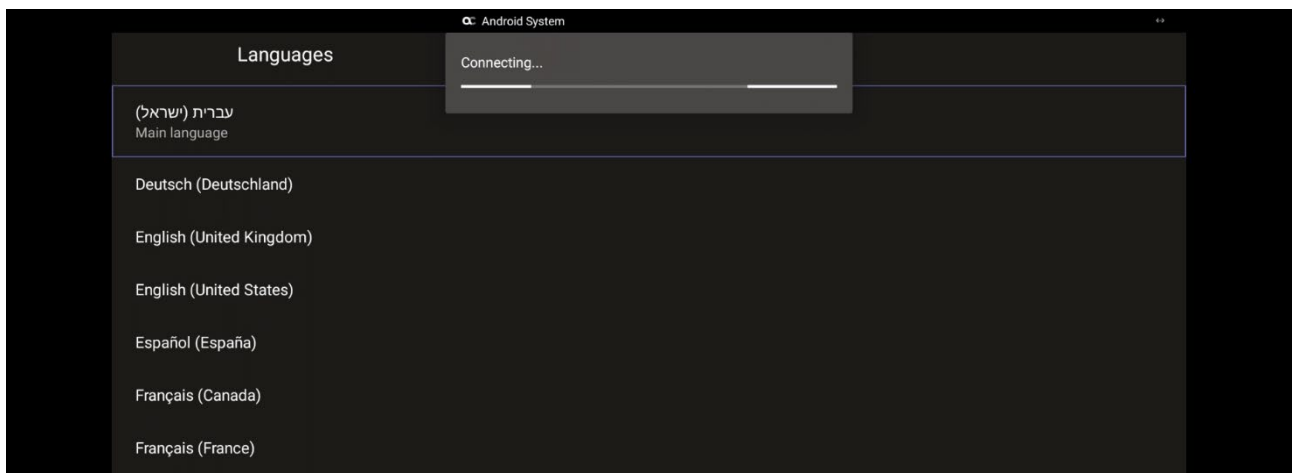 Android System
Languages
Connecting...
עברית (ישראל)
Main language
Deutsch (Deutschland)
English (United Kingdom)
English (United States)
Español (España)
Français (Canada)
Français (France)